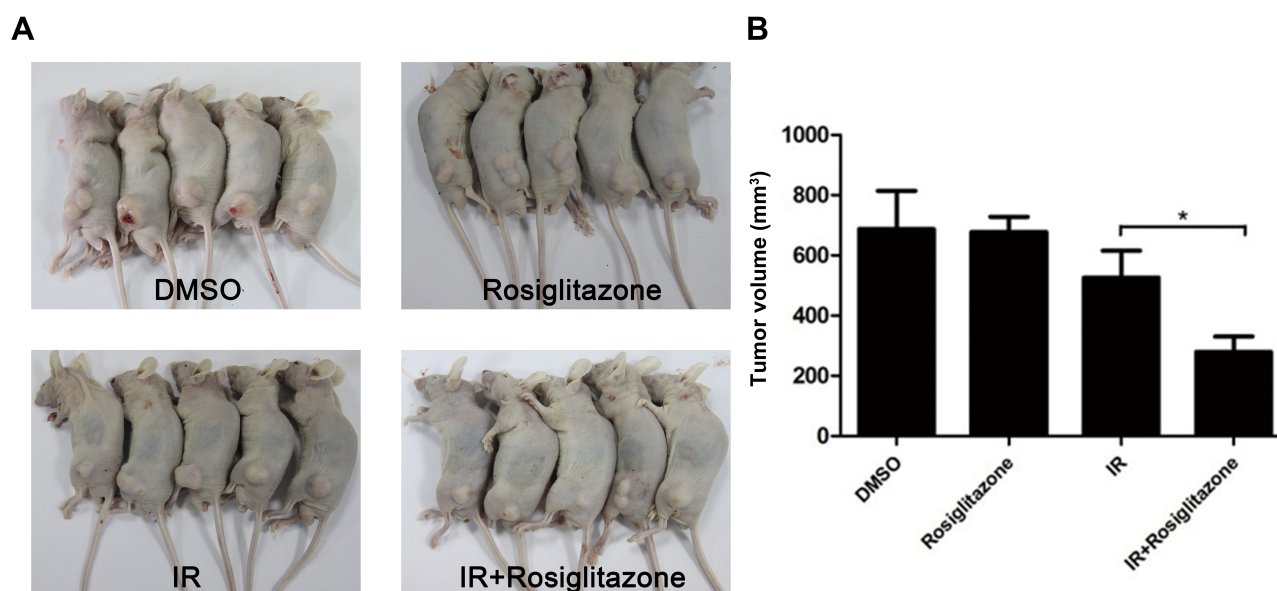 A
B
DMSO
Rosiglitazone
IR
IR+Rosiglitazone
Tumor volume (mm³)
1000
800
600
400
200
0
*
DMSO
Rosiglitazone
IR
IR+Rosiglitazone